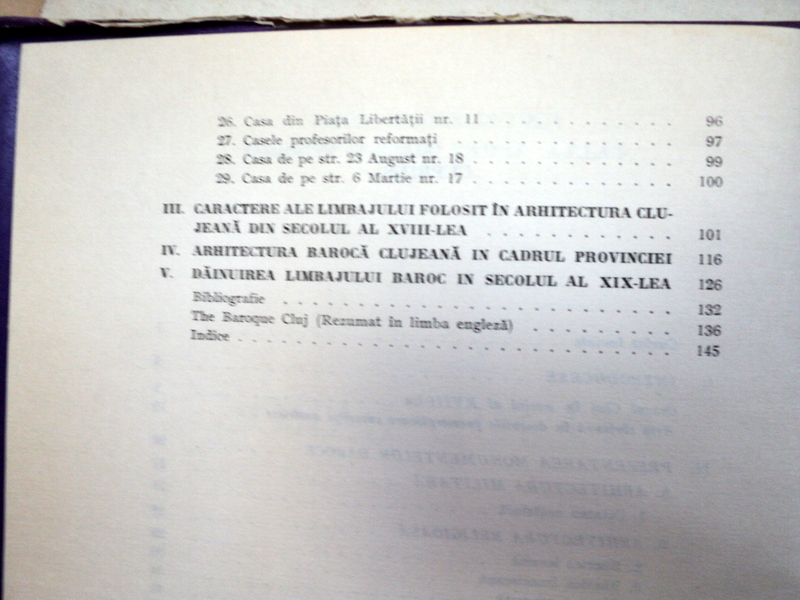 26. Casa din Piața Libertății nr. 11 . . . . . . . . . . . 96
27. Casele profesorilor reformați . . . . . . . . . . . . 97
28. Casa de pe str. 23 August nr. 18 . . . . . . . . . . . 99
29. Casa de pe str. 6 Martie nr. 17 . . . . . . . . . . . . 100
III. CARACTERE ALE LIMBAJULUI FOLOSIT ÎN ARHITECTURA CLU-
JEANĂ DIN SECOLUL AL XVIII-LEA . . . . . . . . . . . 101
IV. ARHITECTURA BAROCĂ CLUJEANĂ IN CADRUL PROVINCIEI 116
V. DĂINUIREA LIMBAJULUI BAROC IN SECOLUL AL XIX-LEA 126
Bibliografie . . . . . . . . . . . . . . . . . . . . . 132
The Baroque Cluj (Rezumat în limba engleză) . . . . . . . . 136
Indice . . . . . . . . . . . . . . . . . . . . . . . . 145